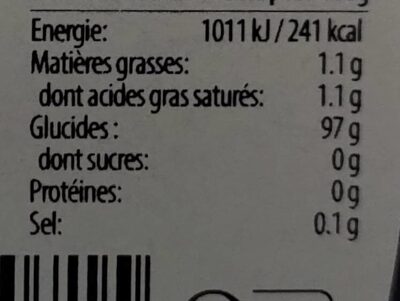 Energie: 1011 kJ / 241 kcal
Matières grasses: 1.1 g
dont acides gras saturés: 1.1 g
Glucides : 97 g
dont sucres: 0 g
Protéines: 0 g
Sel: 0.1 g